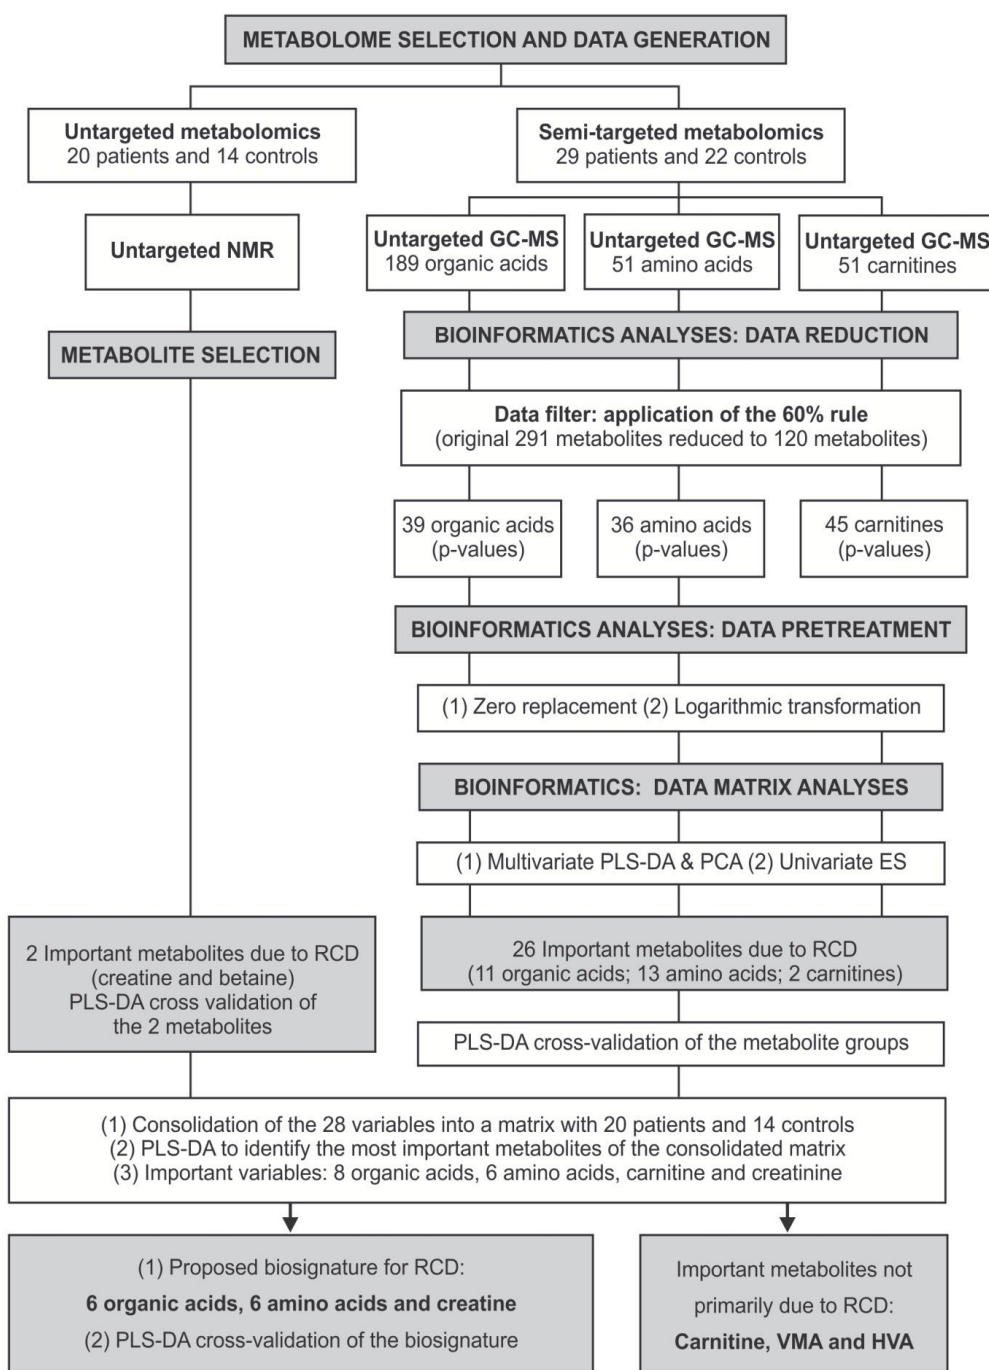 METABOLOME SELECTION AND DATA GENERATION
Untargeted metabolomics
20 patients and 14 controls
Semi-targeted metabolomics
29 patients and 22 controls
Untargeted NMR
Untargeted GC-MS
189 organic acids
Untargeted GC-MS
51 amino acids
Untargeted GC-MS
51 carnitines
METABOLITE SELECTION
BIOINFORMATICS ANALYSES: DATA REDUCTION
Data filter: application of the 60% rule
(original 291 metabolites reduced to 120 metabolites)
39 organic acids
(p-values)
36 amino acids
(p-values)
45 carnitines
(p-values)
BIOINFORMATICS ANALYSES: DATA PRETREATMENT
(1) Zero replacement (2) Logarithmic transformation
BIOINFORMATICS: DATA MATRIX ANALYSES
(1) Multivariate PLS-DA & PCA (2) Univariate ES
2 Important metabolites due to RCD
(creatine and betaine)
PLS-DA cross validation of
the 2 metabolites
26 Important metabolites due to RCD
(11 organic acids; 13 amino acids; 2 carnitines)
PLS-DA cross-validation of the metabolite groups
(1) Consolidation of the 28 variables into a matrix with 20 patients and 14 controls
(2) PLS-DA to identify the most important metabolites of the consolidated matrix
(3) Important variables: 8 organic acids, 6 amino acids, carnitine and creatinine
(1) Proposed biosignature for RCD:
6 organic acids, 6 amino acids and creatine
(2) PLS-DA cross-validation of the biosignature
Important metabolites not
primarily due to RCD:
Carnitine, VMA and HVA